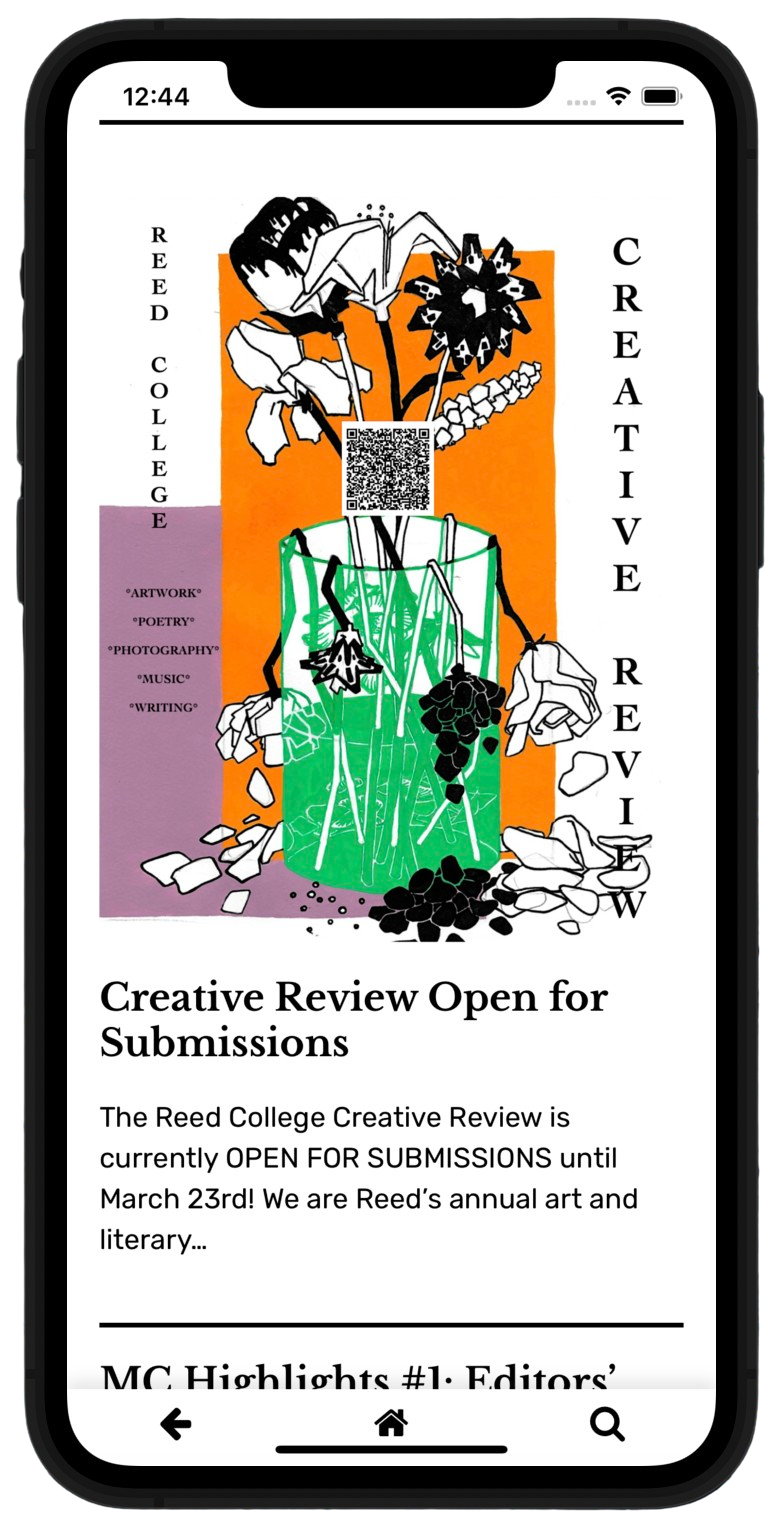 12:44
REED COLLEGE
CREATIVE REVIEW
*ARTWORK*
*POETRY*
*PHOTOGRAPHY*
*MUSIC*
*WRITING*
Creative Review Open for
Submissions
The Reed College Creative Review is
currently OPEN FOR SUBMISSIONS until
March 23rd! We are Reed’s annual art and
literary…
MC Highlights #1: Editors’